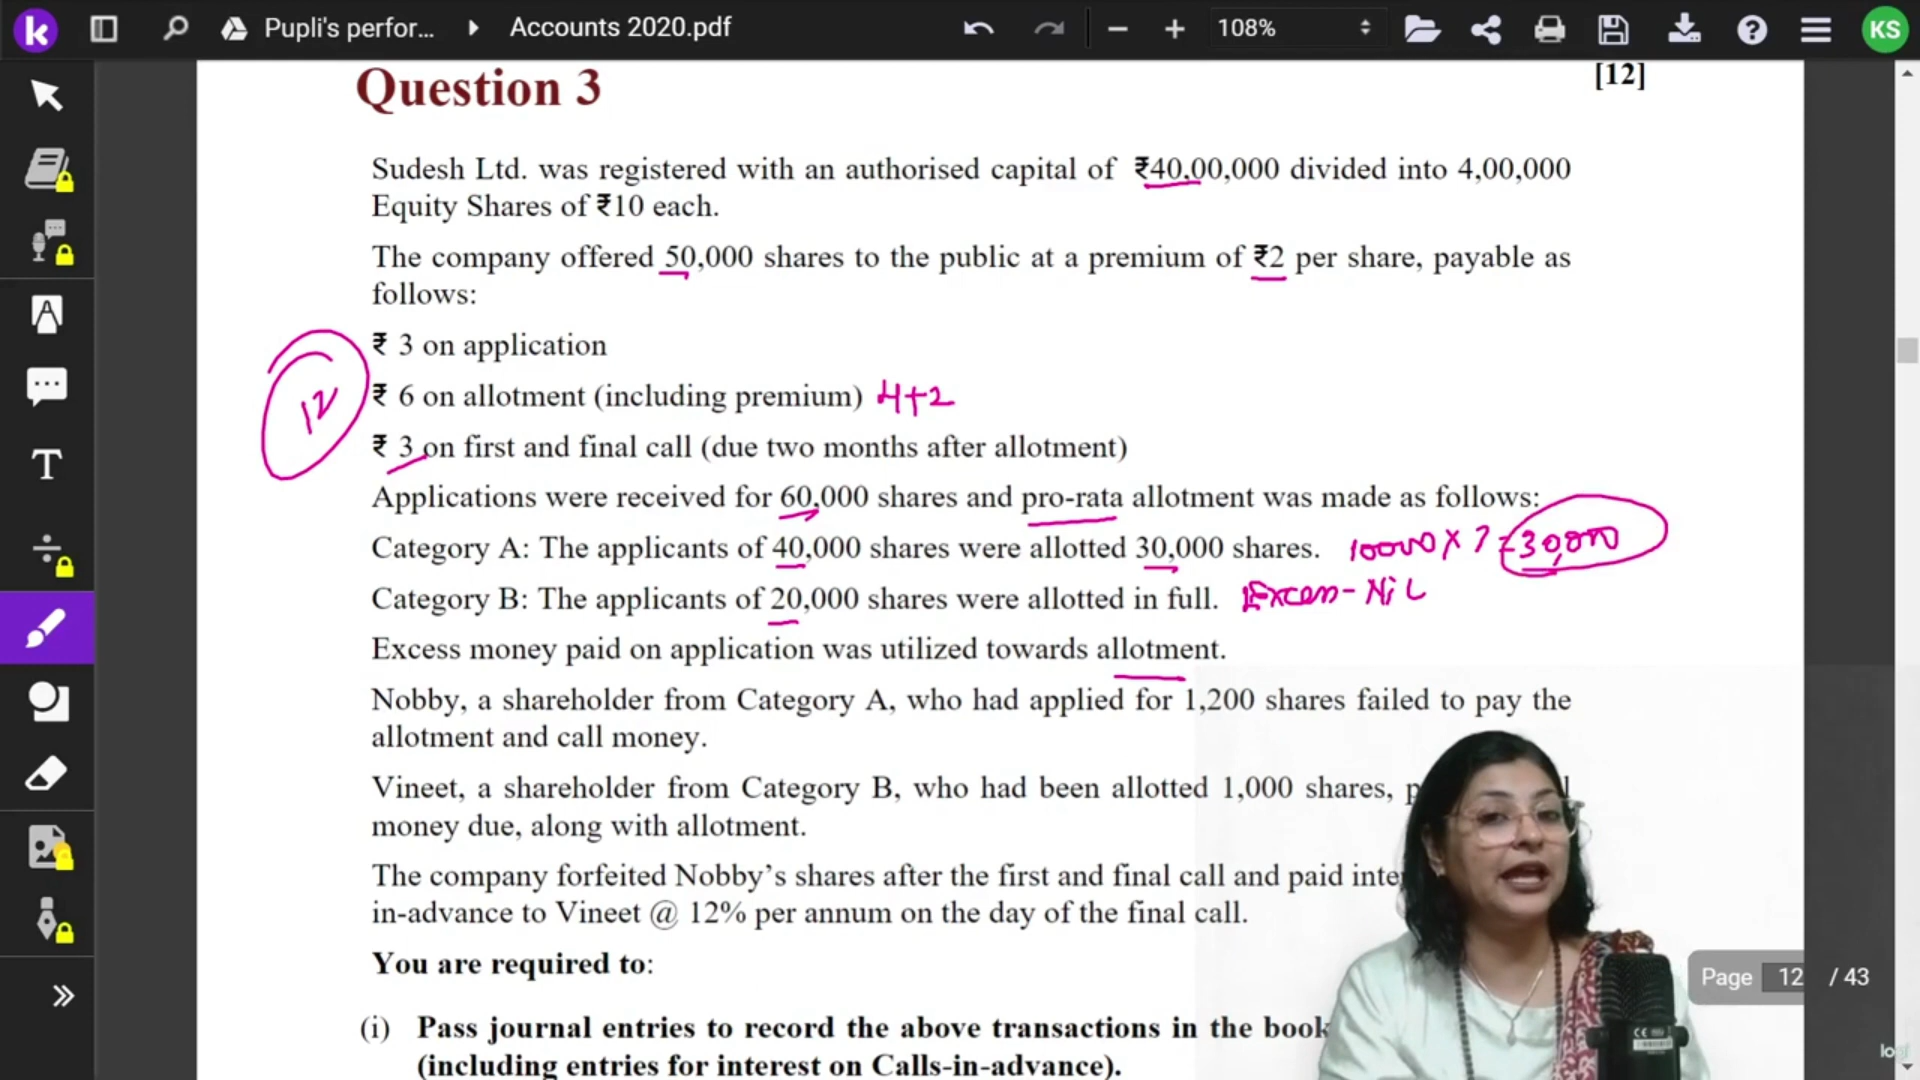 k Pupli's perfor... Accounts 2020.pdf 108% KS
Question 3 [12]
Sudesh Ltd. was registered with an authorised capital of ₹40,00,000 divided into 4,00,000
Equity Shares of ₹10 each.
The company offered 50,000 shares to the public at a premium of ₹2 per share, payable as
follows:
₹ 3 on application
12
₹ 6 on allotment (including premium) 4+2
₹ 3 on first and final call (due two months after allotment)
Applications were received for 60,000 shares and pro-rata allotment was made as follows:
Category A: The applicants of 40,000 shares were allotted 30,000 shares. 10000 x 3 = 30,000
Category B: The applicants of 20,000 shares were allotted in full. Excess - Nil
Excess money paid on application was utilized towards allotment.
Nobby, a shareholder from Category A, who had applied for 1,200 shares failed to pay the
allotment and call money.
Vineet, a shareholder from Category B, who had been allotted 1,000 shares,
money due, along with allotment.
The company forfeited Nobby's shares after the first and final call and paid
in-advance to Vineet @ 12% per annum on the day of the final call.
You are required to:
Page 12 / 43
(i) Pass journal entries to record the above transactions in the
(including entries for interest on Calls-in-advance).